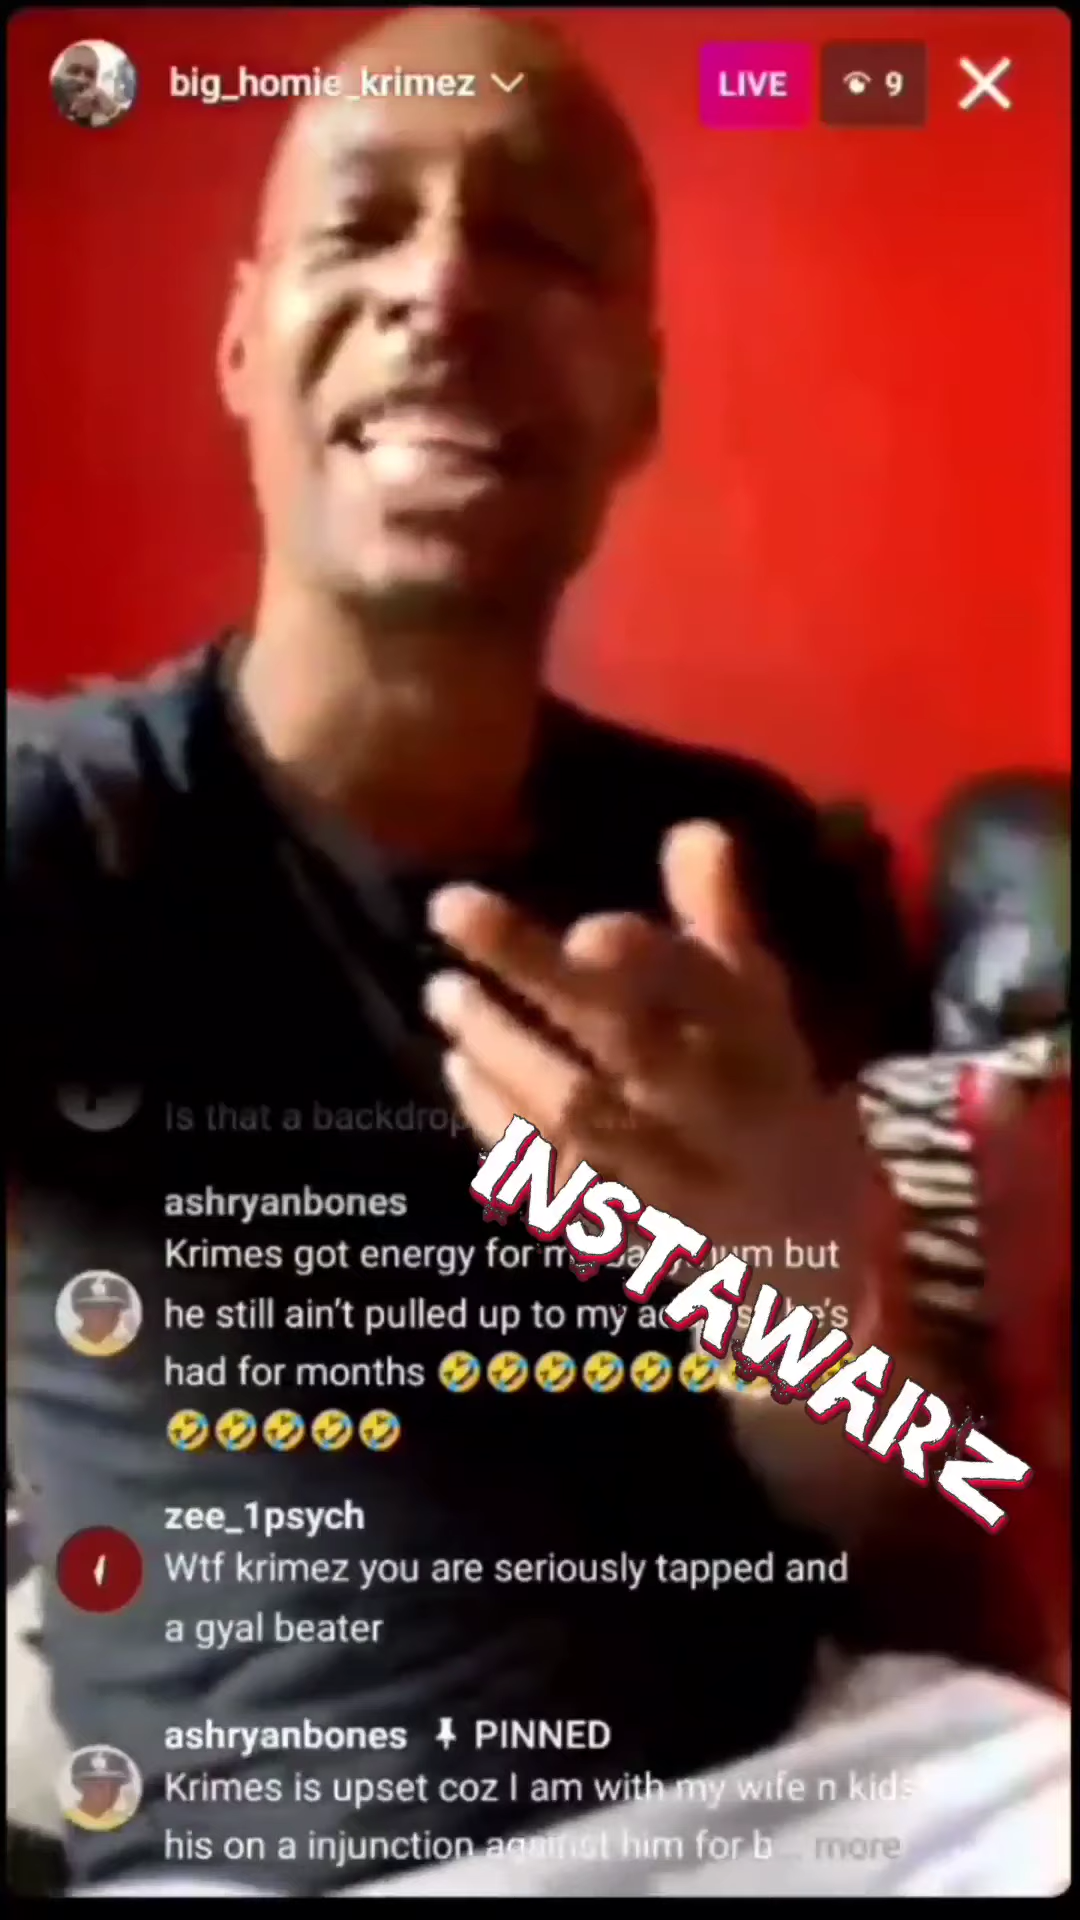 big_homie_krimez
LIVE
9
Is that a backdrop
ashryanbones
Krimes got energy for but
he still ain't pulled up to my he's
had for months 🤣🤣🤣🤣🤣🤣🤣🤣🤣
🤣🤣🤣🤣🤣
INSTAWARZ
zee_1psych
Wtf krimez you are seriously tapped and
a gyal beater
ashryanbones PINNED
Krimes is upset coz I am with my wife n kids
his on a injunction against him for b... more